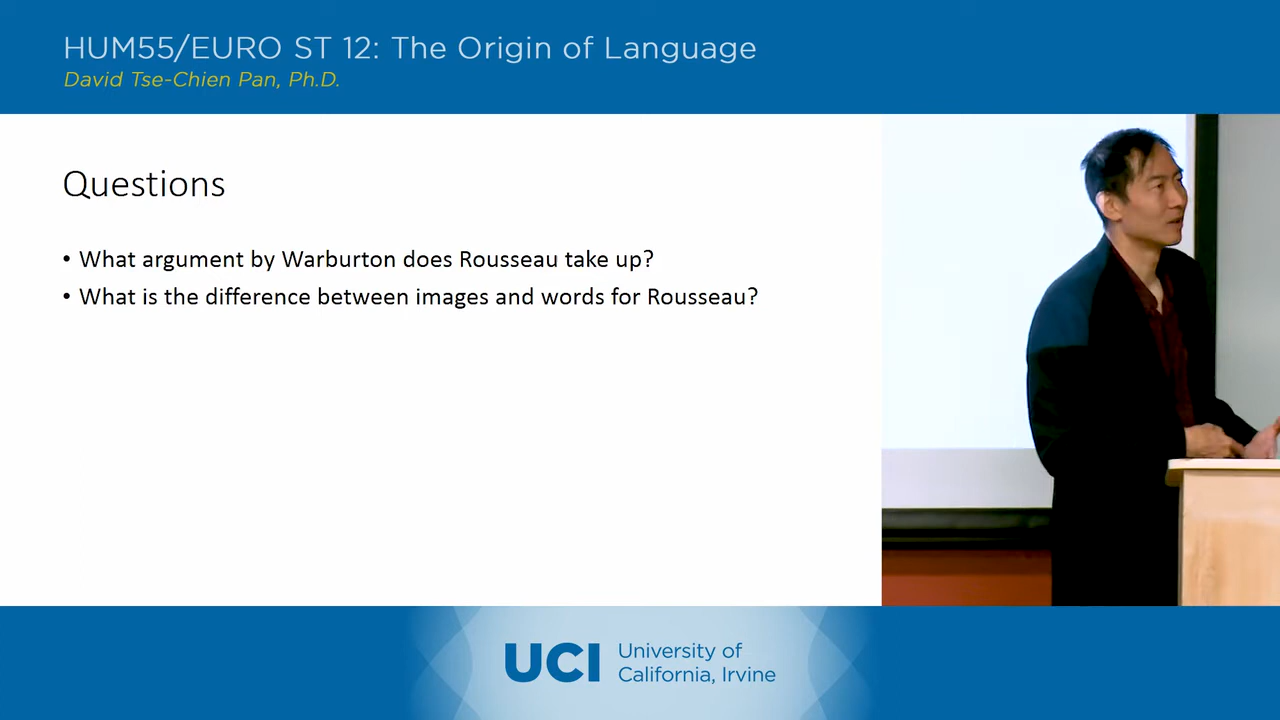 HUM55/EURO ST 12: The Origin of Language
David Tse-Chien Pan, Ph.D.
Questions
• What argument by Warburton does Rousseau take up?
• What is the difference between images and words for Rousseau?
UCI University of
California, Irvine